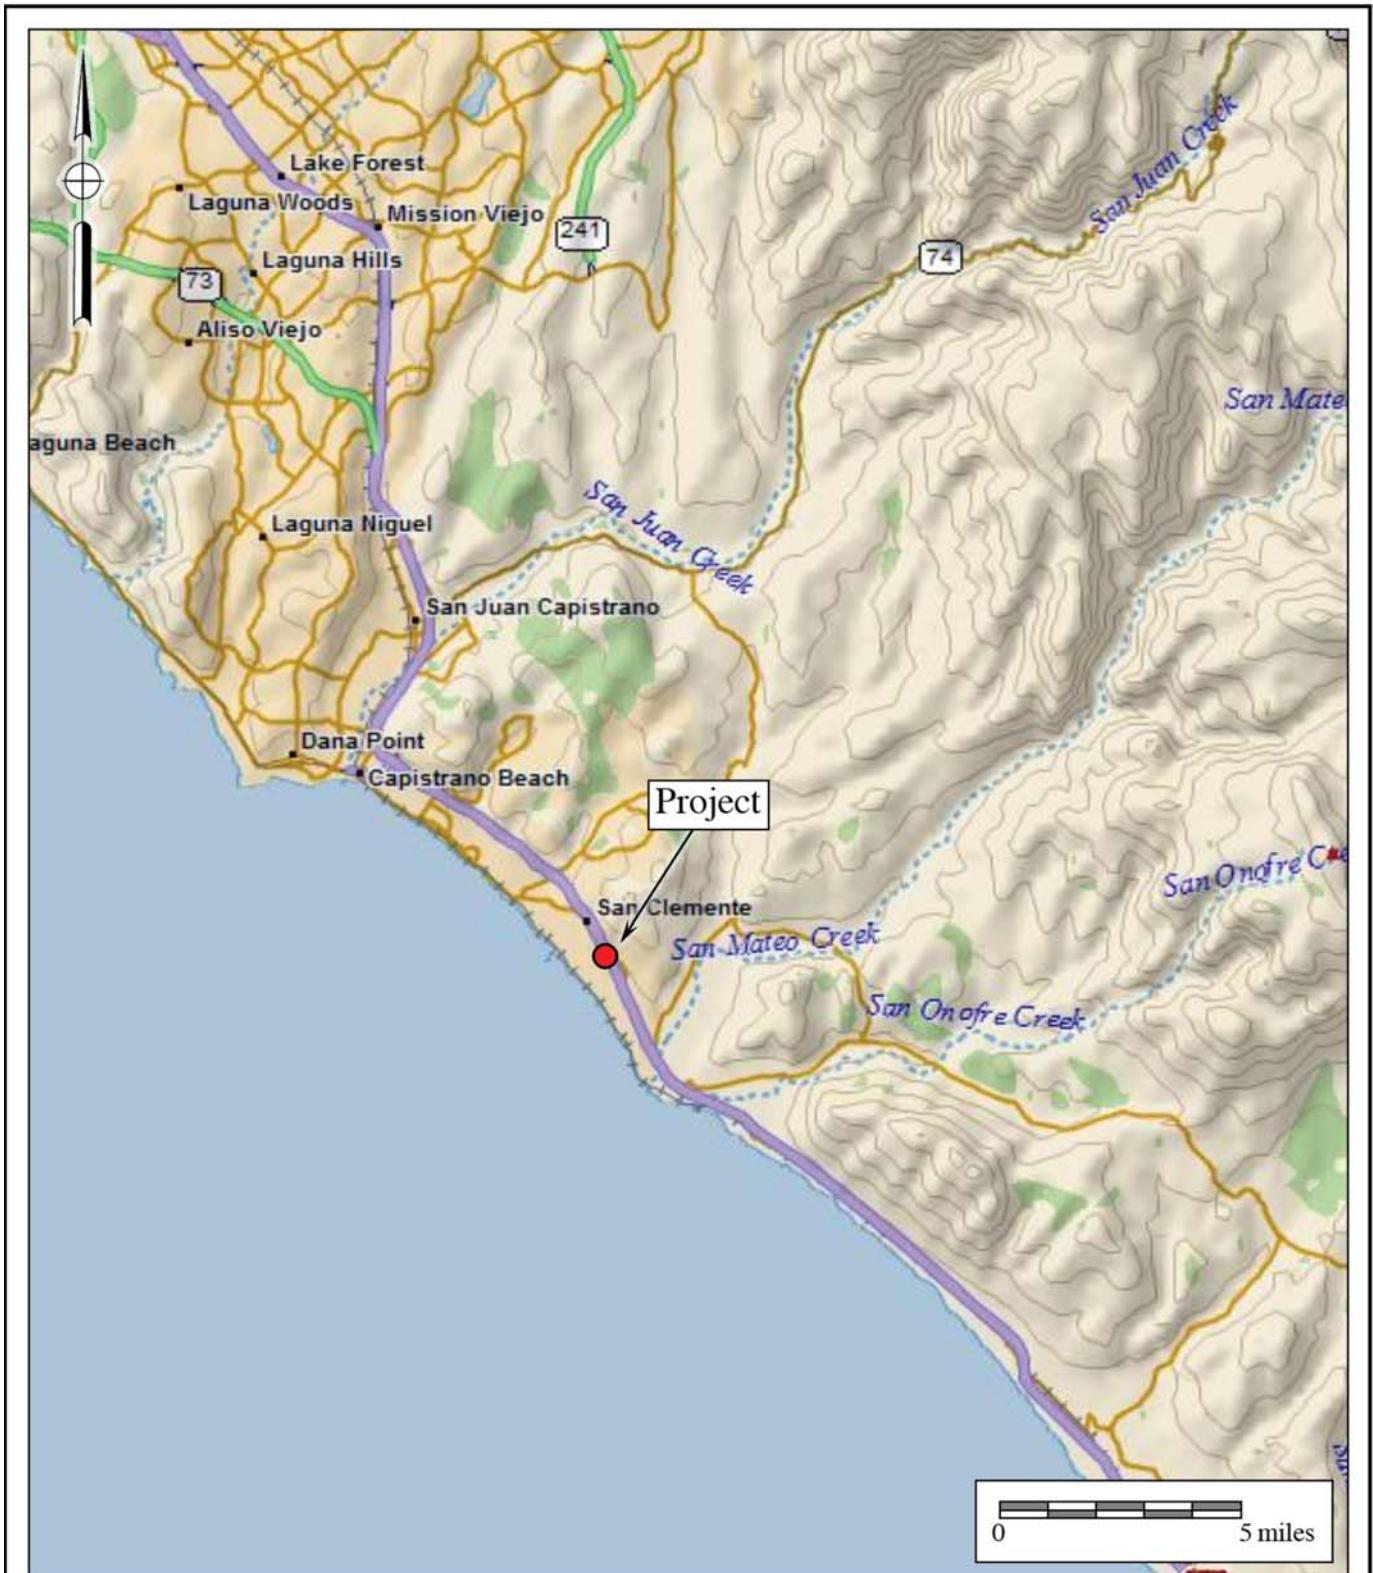 San Juan Creek
Lake Forest
Laguna Woods
Mission Viejo
241
74
Laguna Hills
73
Aliso Viejo
San Mate
aguna Beach
San Juan Creek
Laguna Niguel
San Juan Capistrano
Dana Point
Capistrano Beach
Project
San Onofre
San Clemente
San Mateo Creek
San Onofre Creek
0
5 miles